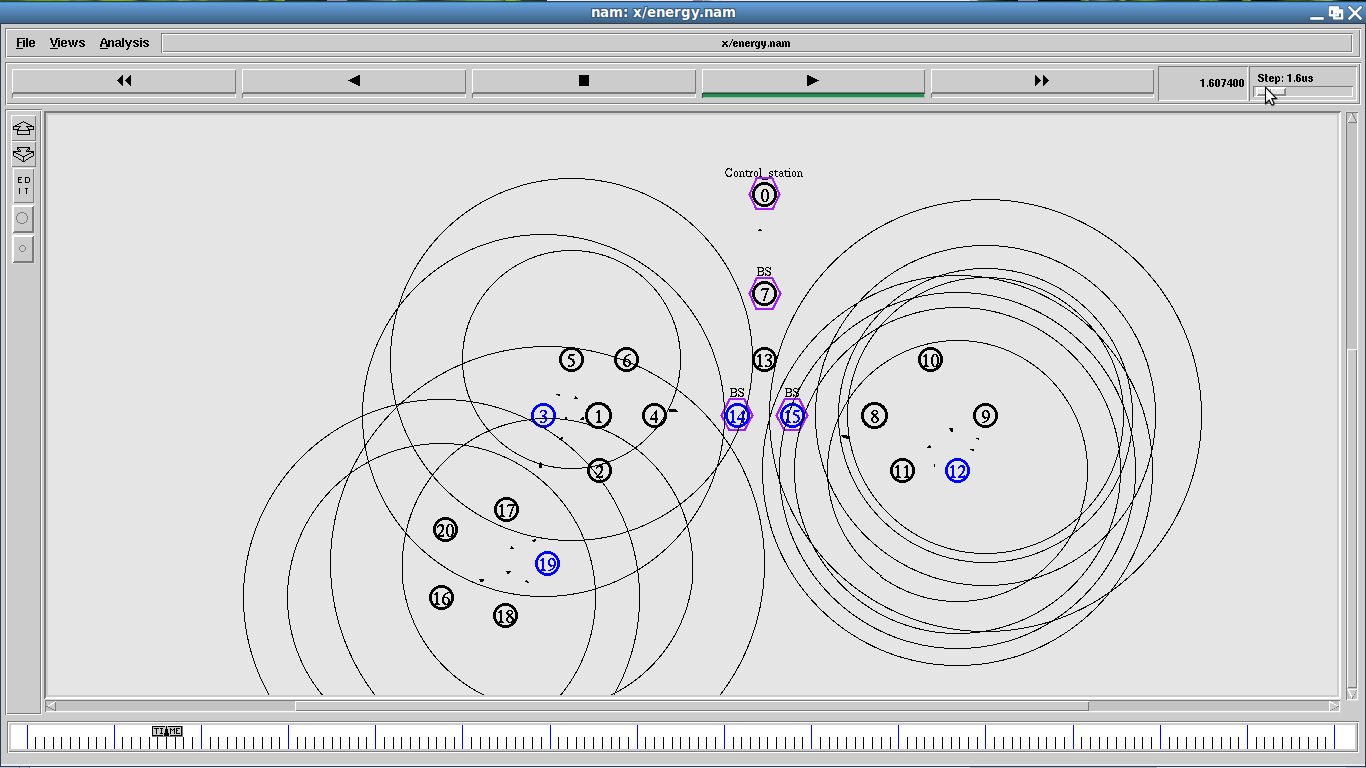 nam: x/energy.nam
File Views Analysis x/energy.nam
1.607400 Step: 1.6us
E D
I T
Control_station
0
BS
7
5 6 13 10
BS BS
3 1 4 14 15 8 9
2 11 12
17
20
19
16
18
TIME